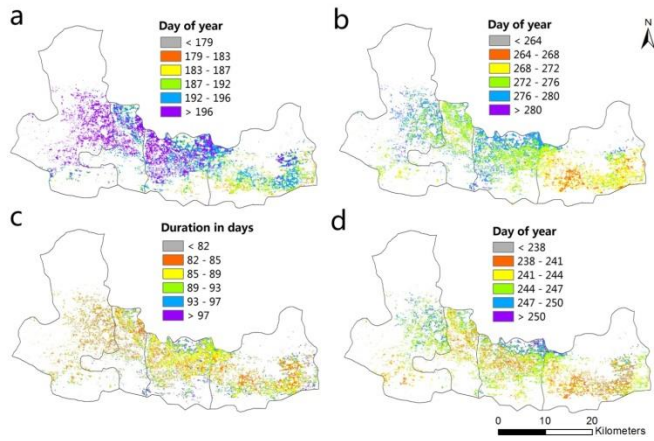 a
Day of year
< 179
179 - 183
183 - 187
187 - 192
192 - 196
> 196
b
Day of year
< 264
264 - 268
268 - 272
272 - 276
276 - 280
> 280
N
c
Duration in days
< 82
82 - 85
85 - 89
89 - 93
93 - 97
> 97
d
Day of year
< 238
238 - 241
241 - 244
244 - 247
247 - 250
> 250
0 10 20
Kilometers